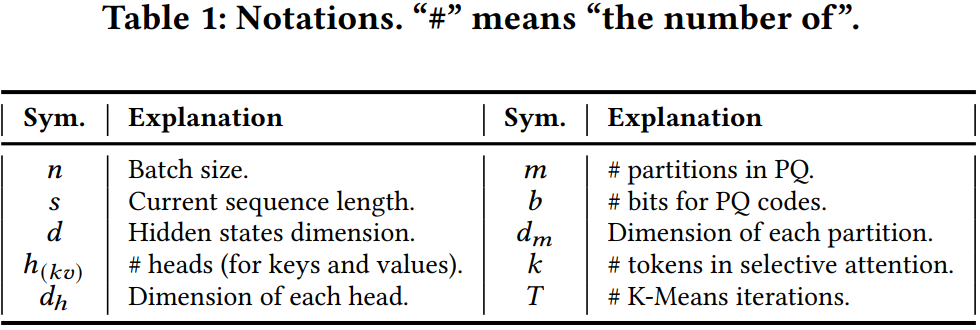 Table 1: Notations. “#” means “the number of”.
Sym. Explanation Sym. Explanation
n Batch size. m # partitions in PQ.
s Current sequence length. b # bits for PQ codes.
d Hidden states dimension. d_m Dimension of each partition.
h_(kv) # heads (for keys and values). k # tokens in selective attention.
d_h Dimension of each head. T # K-Means iterations.